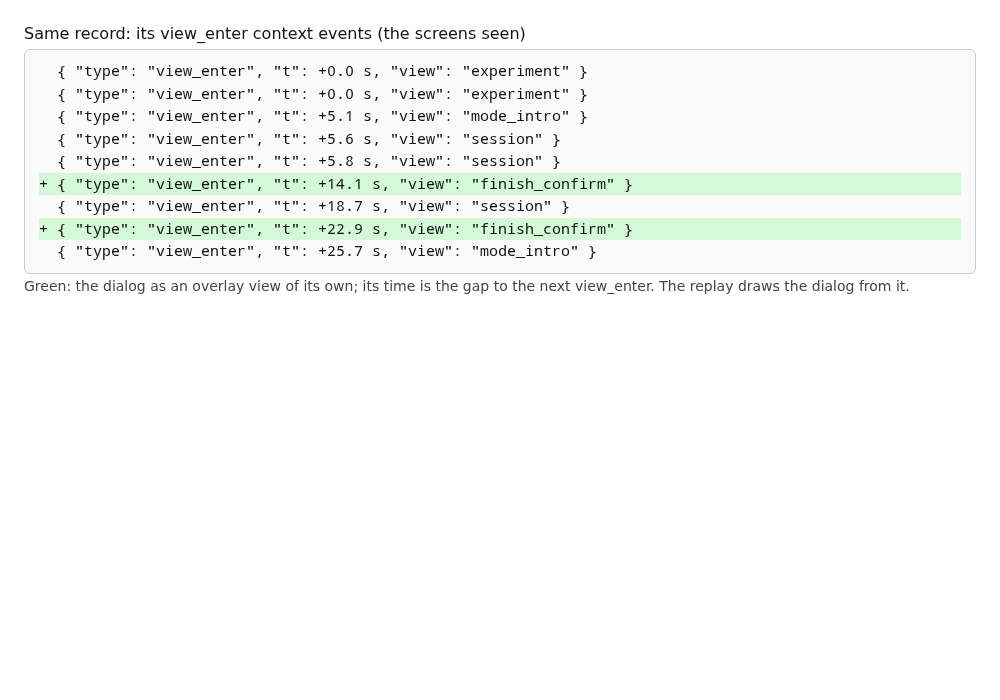 Same record: its view_enter context events (the screens seen)
{ "type": "view_enter", "t": +0.0 s, "view": "experiment" }
{ "type": "view_enter", "t": +0.0 s, "view": "experiment" }
{ "type": "view_enter", "t": +5.1 s, "view": "mode_intro" }
{ "type": "view_enter", "t": +5.6 s, "view": "session" }
{ "type": "view_enter", "t": +5.8 s, "view": "session" }
+ { "type": "view_enter", "t": +14.1 s, "view": "finish_confirm" }
{ "type": "view_enter", "t": +18.7 s, "view": "session" }
+ { "type": "view_enter", "t": +22.9 s, "view": "finish_confirm" }
{ "type": "view_enter", "t": +25.7 s, "view": "mode_intro" }
Green: the dialog as an overlay view of its own; its time is the gap to the next view_enter. The replay draws the dialog from it.